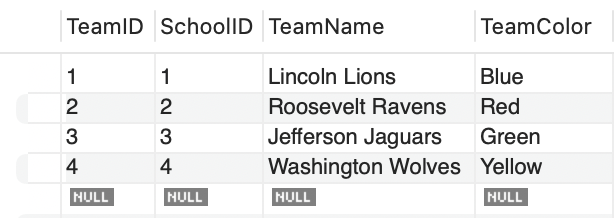 TeamID SchoolID TeamName TeamColor
1 1 Lincoln Lions Blue
2 2 Roosevelt Ravens Red
3 3 Jefferson Jaguars Green
4 4 Washington Wolves Yellow
NULL NULL NULL NULL